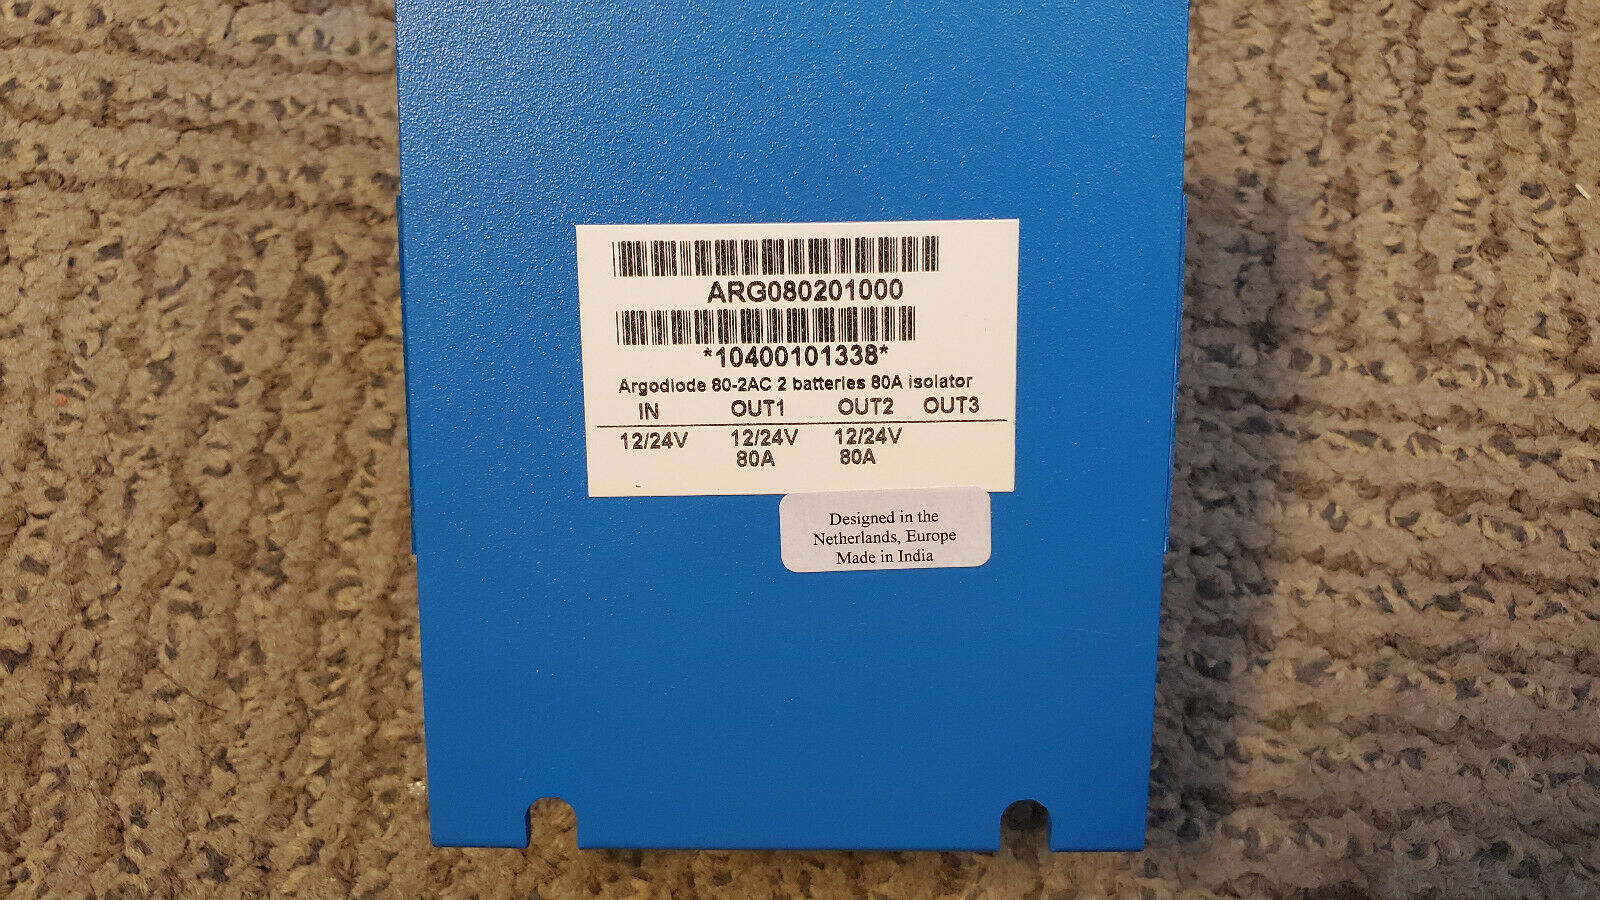 ARG080201000
*10400101338*
Argodiode 80-2AC 2 batteries 80A isolator
IN OUT1 OUT2 OUT3
12/24V 12/24V 12/24V
80A 80A
Designed in the
Netherlands, Europe
Made in India